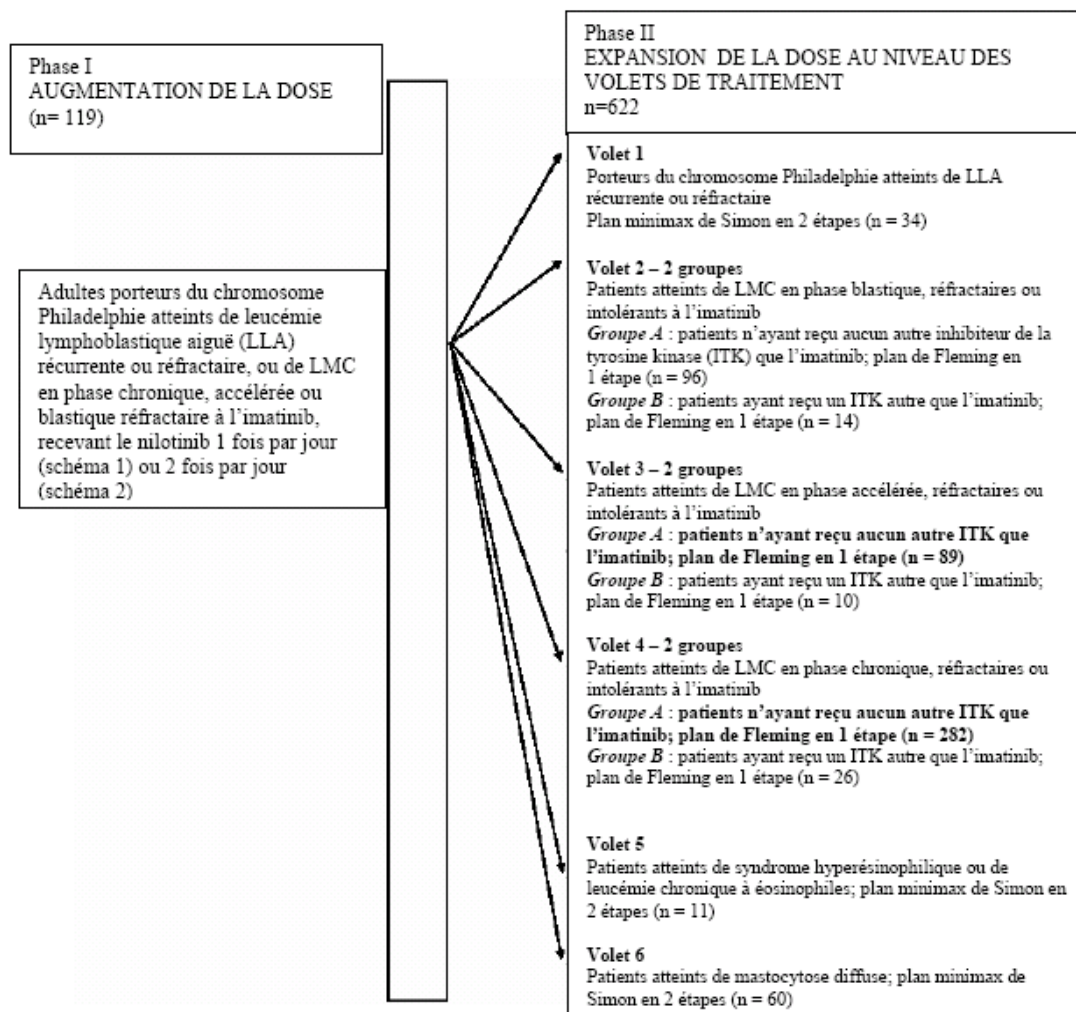 Phase I
AUGMENTATION DE LA DOSE
(n= 119)
Adultes porteurs du chromosome
Philadelphie atteints de leucémie
lymphoblastique aiguë (LLA)
récurrente ou réfractaire, ou de LMC
en phase chronique, accélérée ou
blastique réfractaire à l'imatinib,
recevant le nilotinib 1 fois par jour
(schéma 1) ou 2 fois par jour
(schéma 2)
Phase II
EXPANSION DE LA DOSE AU NIVEAU DES
VOLETS DE TRAITEMENT
n=622
Volet 1
Porteurs du chromosome Philadelphie atteints de LLA
récurrente ou réfractaire
Plan minimax de Simon en 2 étapes (n = 34)
Volet 2 – 2 groupes
Patients atteints de LMC en phase blastique, réfractaires ou
intolérants à l'imatinib
Groupe A : patients n'ayant reçu aucun autre inhibiteur de la
tyrosine kinase (ITK) que l'imatinib; plan de Fleming en
1 étape (n = 96)
Groupe B : patients ayant reçu un ITK autre que l'imatinib;
plan de Fleming en 1 étape (n = 14)
Volet 3 – 2 groupes
Patients atteints de LMC en phase accélérée, réfractaires ou
intolérants à l'imatinib
Groupe A : patients n'ayant reçu aucun autre ITK que
l'imatinib; plan de Fleming en 1 étape (n = 89)
Groupe B : patients ayant reçu un ITK autre que l'imatinib;
plan de Fleming en 1 étape (n = 10)
Volet 4 – 2 groupes
Patients atteints de LMC en phase chronique, réfractaires ou
intolérants à l'imatinib
Groupe A : patients n'ayant reçu aucun autre ITK que
l'imatinib; plan de Fleming en 1 étape (n = 282)
Groupe B : patients ayant reçu un ITK autre que l'imatinib;
plan de Fleming en 1 étape (n = 26)
Volet 5
Patients atteints de syndrome hyperésinophilique ou de
leucémie chronique à éosinophiles; plan minimax de Simon en
2 étapes (n = 11)
Volet 6
Patients atteints de mastocytose diffuse; plan minimax de
Simon en 2 étapes (n = 60)